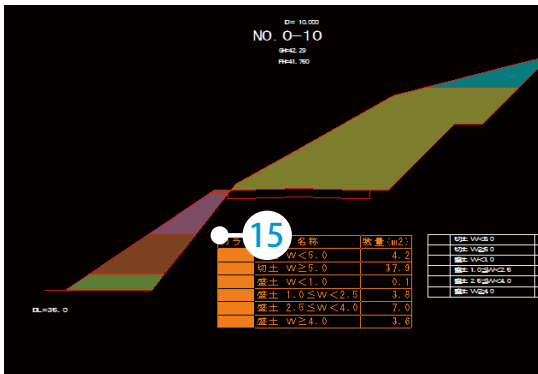 ID= 10.000
NO. 0-10
GH=42. 29
FH=41. 760
15
名 称 数量(m2)
W<5.0 4.2
切土 W≧5.0 37.9
盛土 W<1.0 0.1
盛土 1.0≦W<2.5 3.8
盛土 2.5≦W<4.0 7.0
盛土 W≧4.0 3.6
切土 W<5.0
切土 W≧5.0
盛土 W<1.0
盛土 1.0≦W<2.5
盛土 2.5≦W<4.0
盛土 W≧4.0
DL=35. 0